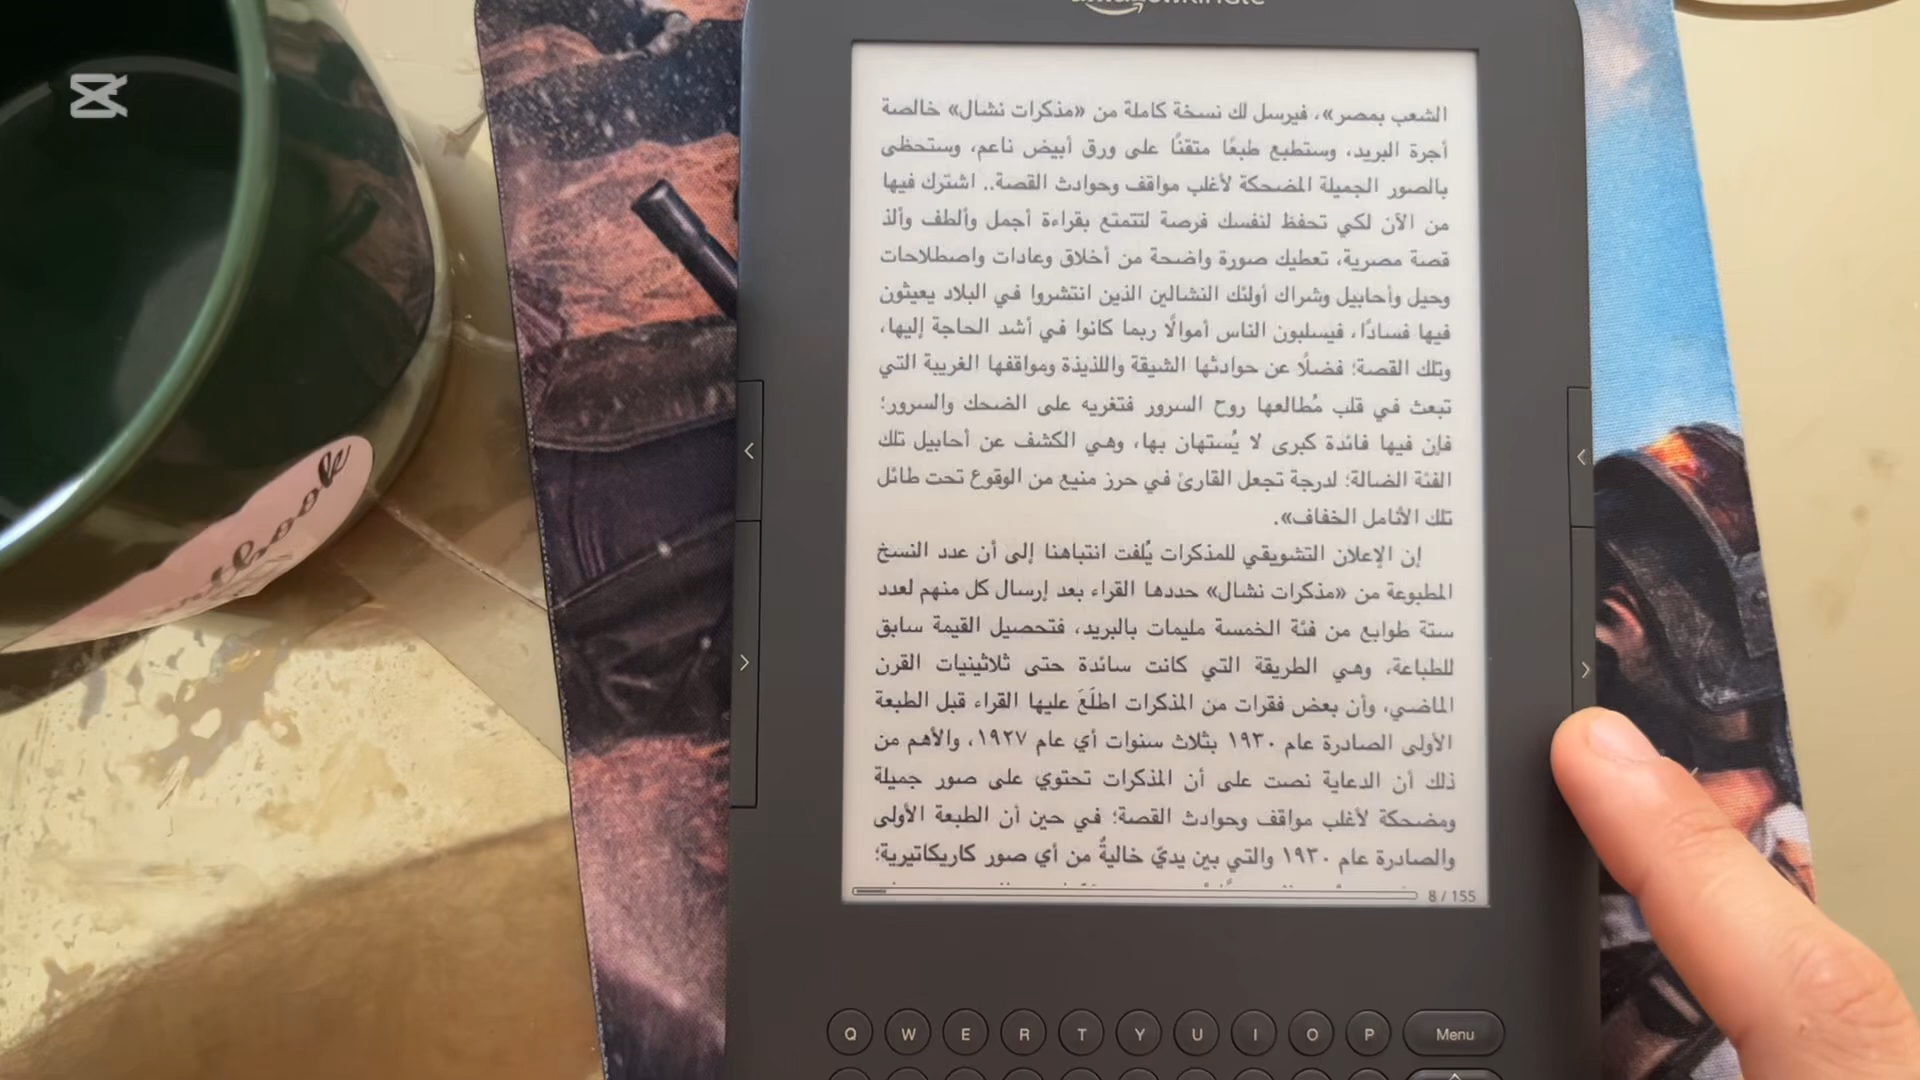 amazonkindle
الشعب بمصر»، فيرسل لك نسخة كاملة من «مذكرات نشال» خالصة
أجرة البريد، وستطبع طبعًا متقنًا على ورق أبيض ناعم، وستحظى
بالصور الجميلة المضحكة لأغلب مواقف وحوادث القصة.. اشترك فيها
من الآن لكي تحفظ لنفسك فرصة لتتمتع بقراءة أجمل وألطف وألذ
قصة مصرية، تعطيك صورة واضحة من أخلاق وعادات واصطلاحات
وحيل وأحابيل وشراك أولئك النشالين الذين انتشروا في البلاد يعيثون
فيها فسادًا، فيسلبون الناس أموالًا ربما كانوا في أشد الحاجة إليها،
وتلك القصة؛ فضلًا عن حوادثها الشيقة واللذيذة ومواقفها الغريبة التي
تبعث في قلب مُطالعها روح السرور فتغريه على الضحك والسرور؛
فإن فيها فائدة كبرى لا يُستهان بها، وهي الكشف عن أحابيل تلك
الفئة الضالة؛ لدرجة تجعل القارئ في حرز منيع من الوقوع تحت طائل
تلك الأنامل الخفاف».
إن الإعلان التشويقي للمذكرات يُلفت انتباهنا إلى أن عدد النسخ
المطبوعة من «مذكرات نشال» حددها القراء بعد إرسال كل منهم لعدد
ستة طوابع من فئة الخمسة مليمات بالبريد، فتحصيل القيمة سابق
للطباعة، وهي الطريقة التي كانت سائدة حتى ثلاثينيات القرن
الماضي، وأن بعض فقرات من المذكرات اطلَعَ عليها القراء قبل الطبعة
الأولى الصادرة عام ١٩٣٠ بثلاث سنوات أي عام ١٩٢٧، والأهم من
ذلك أن الدعاية نصت على أن المذكرات تحتوي على صور جميلة
ومضحكة لأغلب مواقف وحوادث القصة؛ في حين أن الطبعة الأولى
والصادرة عام ١٩٣٠ والتي بين يديّ خاليةٌ من أي صور كاريكاتيرية؛
8 / 155
Q W E R T Y U I O P Menu